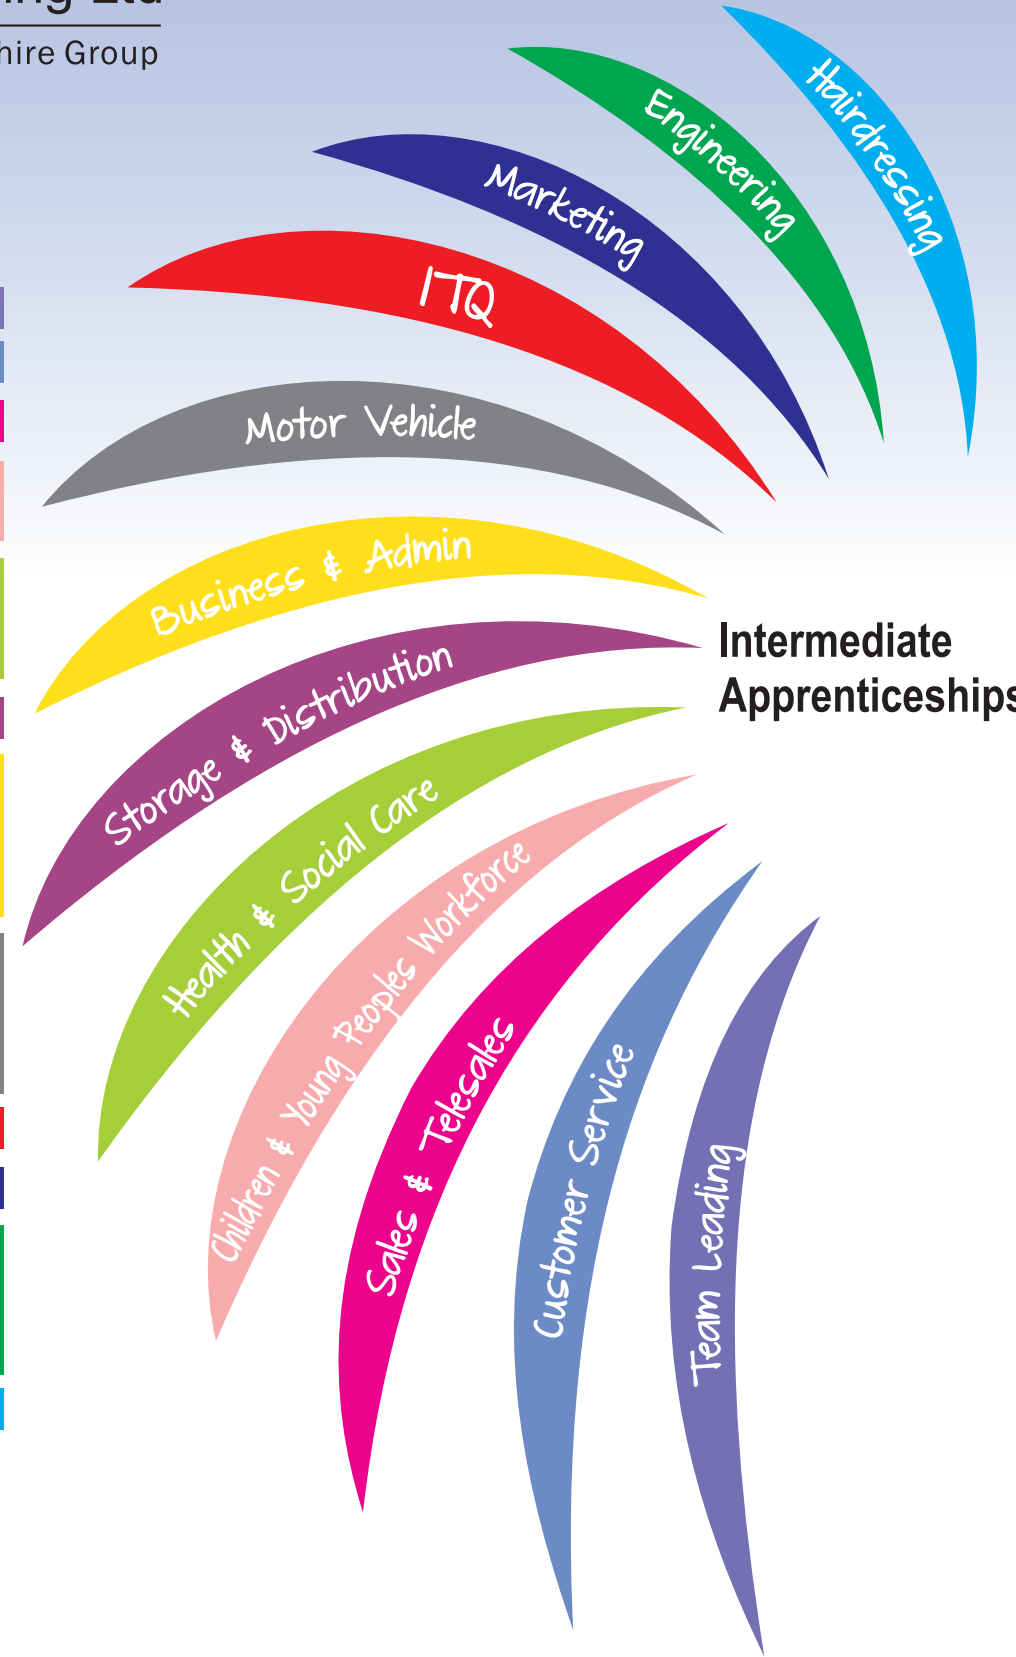 hire Group
Hairdressing
Engineering
Marketing
ITQ
Motor Vehicle
Business & Admin
Storage & Distribution
Intermediate
Apprenticeships
Health & Social Care
Children & Young Peoples Workforce
Sales & Telesales
Customer Service
Team Leading